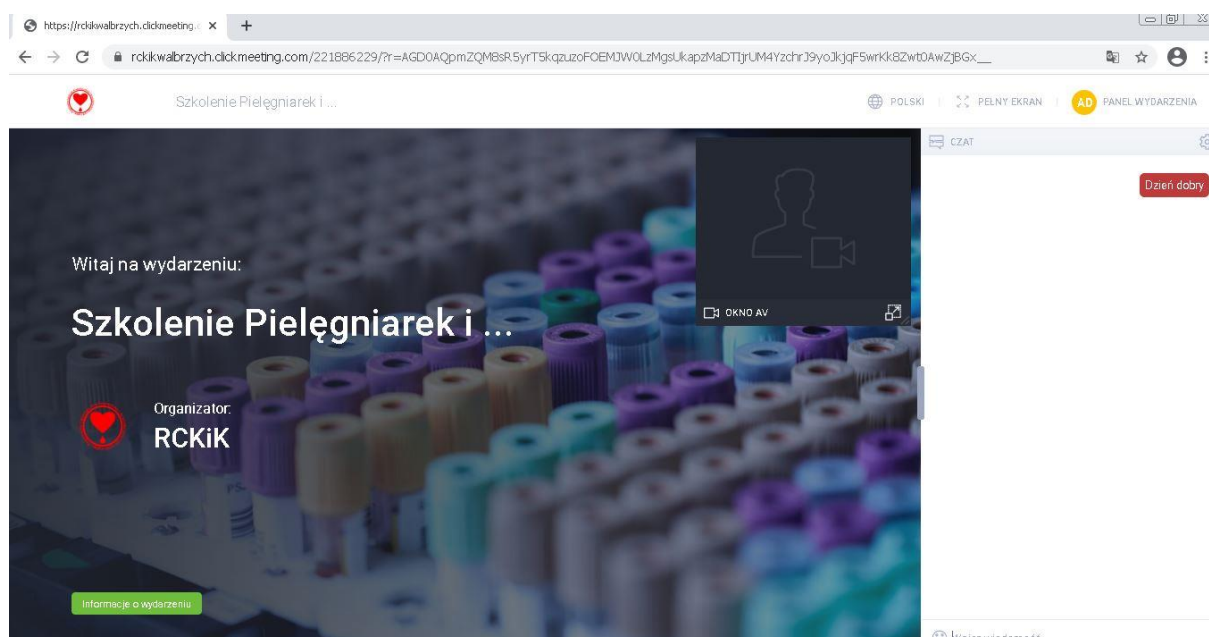 https://rckikwalbrzych.clickmeeting.c
rckikwalbrzych.clickmeeting.com/221886229/?r=AGD0AQpmZQM8sR5yrT5kqzuzoFOEMJW0LzMgsUkapzMaDTIjrUM4YzchrJ9yoJkjqF5wrKk8Zwt0AwZjBGx__
Szkolenie Pielęgniarek i ...
POLSKI
PEŁNY EKRAN
AD
PANEL WYDARZENIA
CZAT
Dzień dobry
Witaj na wydarzeniu:
Szkolenie Pielęgniarek i ...
OKNO AV
Organizator:
RCKiK
Informacje o wydarzeniu